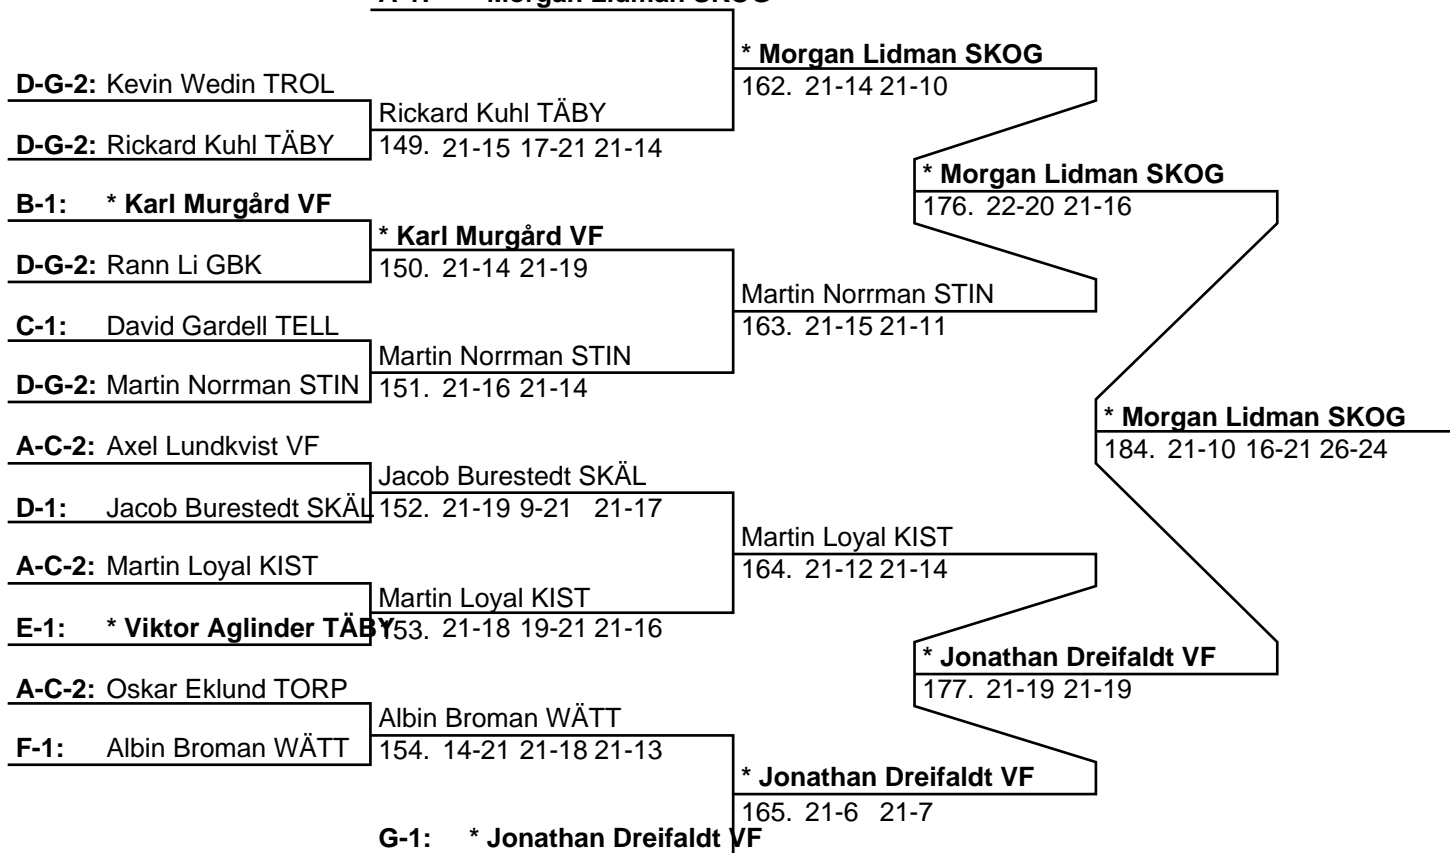 A-1: * Morgan Lidman SKOG
* Morgan Lidman SKOG
162. 21-14 21-10
D-G-2: Kevin Wedin TROL
Rickard Kuhl TÄBY
149. 21-15 17-21 21-14
D-G-2: Rickard Kuhl TÄBY
* Morgan Lidman SKOG
176. 22-20 21-16
B-1: * Karl Murgård VF
* Karl Murgård VF
150. 21-14 21-19
D-G-2: Rann Li GBK
Martin Norrman STIN
163. 21-15 21-11
C-1: David Gardell TELL
Martin Norrman STIN
151. 21-16 21-14
D-G-2: Martin Norrman STIN
* Morgan Lidman SKOG
184. 21-10 16-21 26-24
A-C-2: Axel Lundkvist VF
Jacob Burestedt SKÄL
152. 21-19 9-21 21-17
D-1: Jacob Burestedt SKÄL
Martin Loyal KIST
164. 21-12 21-14
A-C-2: Martin Loyal KIST
Martin Loyal KIST
153. 21-18 19-21 21-16
E-1: * Viktor Aglinder TÄBY
* Jonathan Dreifaldt VF
177. 21-19 21-19
A-C-2: Oskar Eklund TORP
Albin Broman WÄTT
154. 14-21 21-18 21-13
F-1: Albin Broman WÄTT
* Jonathan Dreifaldt VF
165. 21-6 21-7
G-1: * Jonathan Dreifaldt VF